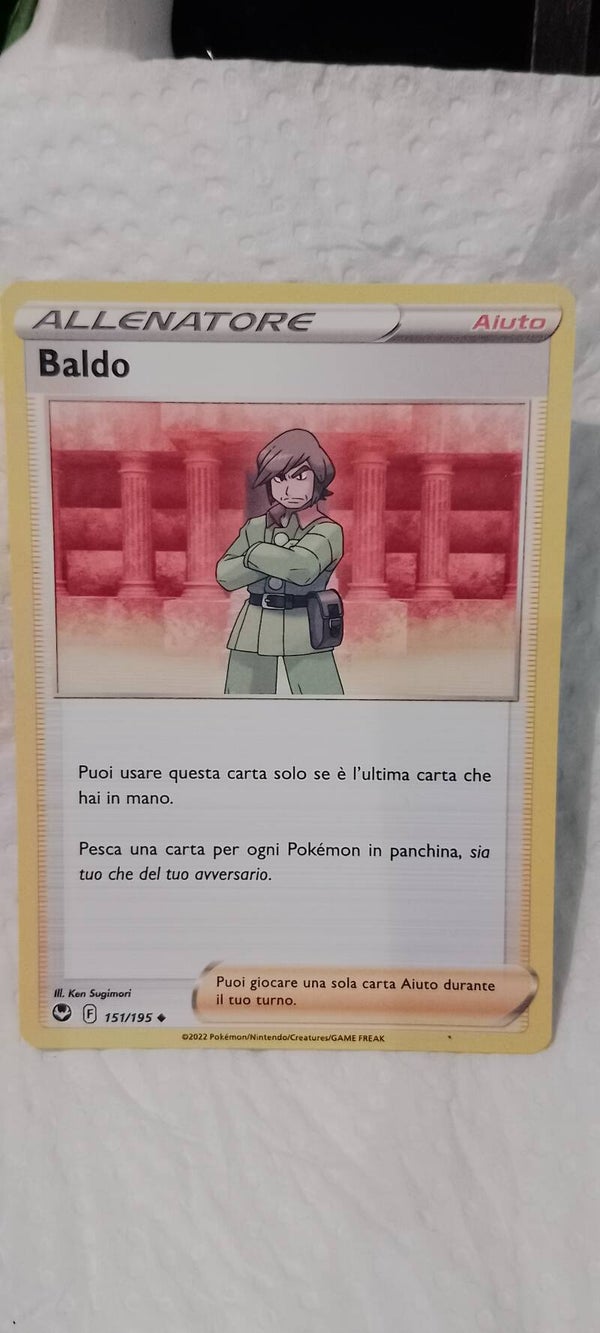 ALLENATORE
Aiuto
Baldo
Puoi usare questa carta solo se è l'ultima carta che
hai in mano.
Pesca una carta per ogni Pokémon in panchina, sia
tuo che del tuo avversario.
Puoi giocare una sola carta Aiuto durante
il tuo turno.
Ill. Ken Sugimori
F 151/195
©2022 Pokémon/Nintendo/Creatures/GAME FREAK